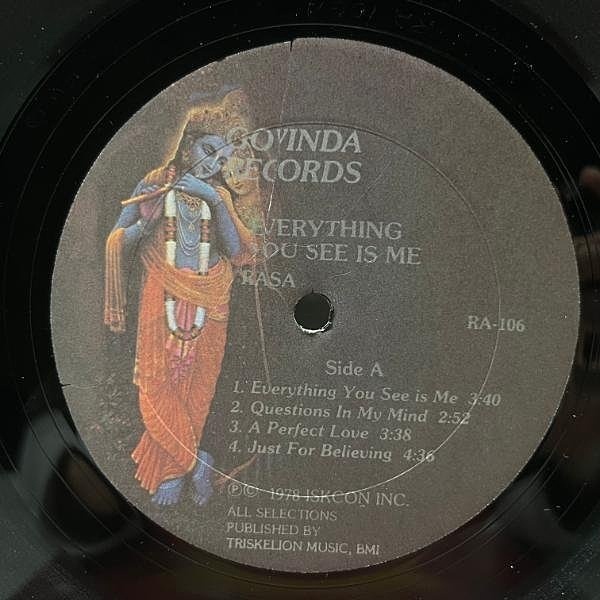 GOVINDA
RECORDS
EVERYTHING
YOU SEE IS ME
RASA
RA-106
Side A
1. Everything You See is Me 3:40
2. Questions In My Mind 2:52
3. A Perfect Love 3:38
4. Just For Believing 4:36
℗© 1978 ISKCON INC.
ALL SELECTIONS
PUBLISHED BY
TRISKELION MUSIC, BMI